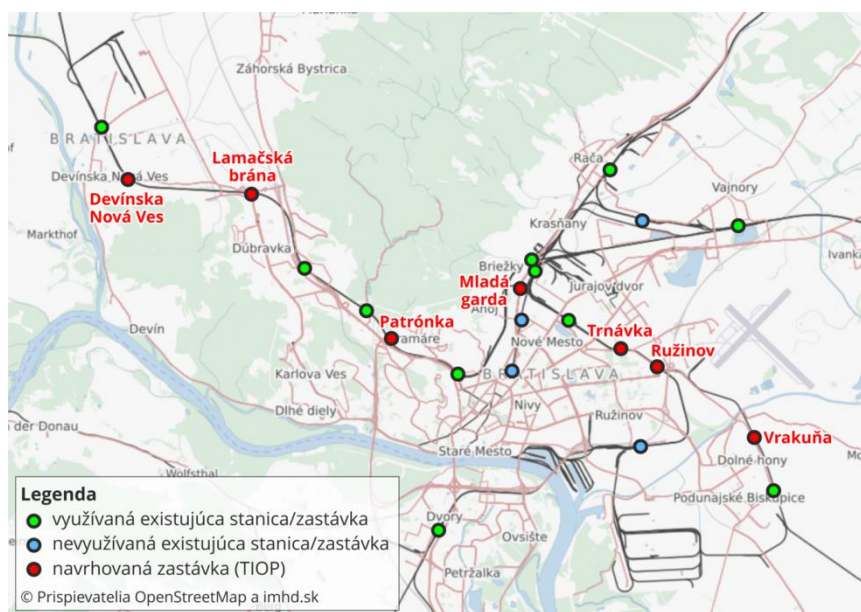 Záhorská Bystrica
BRATISLAVA
Devínska Nová Ves
Devínska
Nová Ves
Lamačská
brána
Markthof
Dúbravka
Rača
Vajnory
Krasňany
Ivanka
Briežky
Mladá
garda
Jurajov dvor
Ahoj
Devín
Patrónka
Kramáre
Trnávka
Nové Mesto
Ružinov
Karlova Ves
BRATISLAVA
Dlhé diely
Nivy
Ružinov
an der Donau
Staré Mesto
Vrakuňa
Dolné hony
Wolfsthal
Podunajské Biskupice
Dvory
Ovsište
Petržalka
Legenda
využívaná existujúca stanica/zastávka
nevyužívaná existujúca stanica/zastávka
navrhovaná zastávka (TIOP)
© Prispievatelia OpenStreetMap a imhd.sk